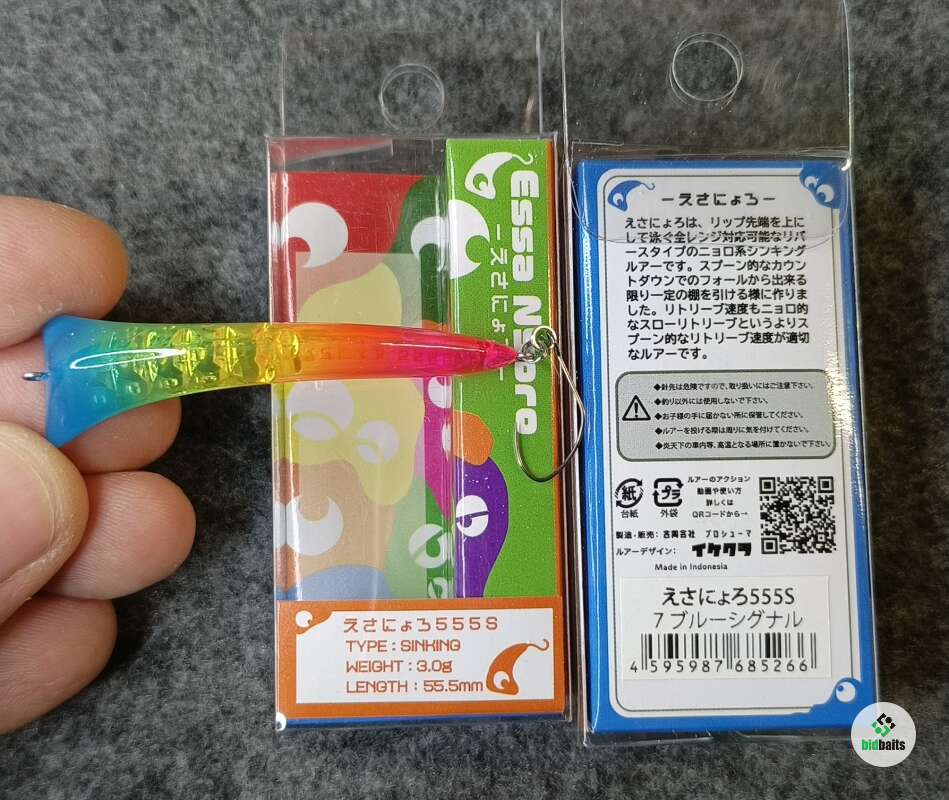 Essa Nyoro
－えさにょろ－
えさにょろ555S
TYPE : SINKING
WEIGHT : 3.0g
LENGTH : 55.5mm
－えさにょろ－
えさにょろは、リップ先端を上に
して泳ぐ全レンジ対応可能なリバ
ースタイプのニョロ系シンキング
ルアーです。スプーン的なカウン
トダウンでのフォールから出来る
限り一定の棚を引ける様に作りま
した。リトリーブ速度もニョロ的
なスローリトリーブというよりス
プーン的なリトリーブ速度が適切
なルアーです。
◆針先は危険ですので、取り扱いにはご注意下さい。
◆釣り以外には使用しないで下さい。
◆お子様の手に届かない所に保管してください。
◆ルアーを投げる際は周りに気を付けてください。
◆炎天下の車内等、高温となる場所に置かないで下さい。
紙
台紙
プラ
外袋
ルアーのアクション
動画や使い方
詳しくは
QRコードから→
製造・販売：合同会社 プロシューマ
ルアーデザイン：イケクラ
Made in Indonesia
えさにょろ555S
7 ブルーシグナル
4 595987 685266
bidbaits